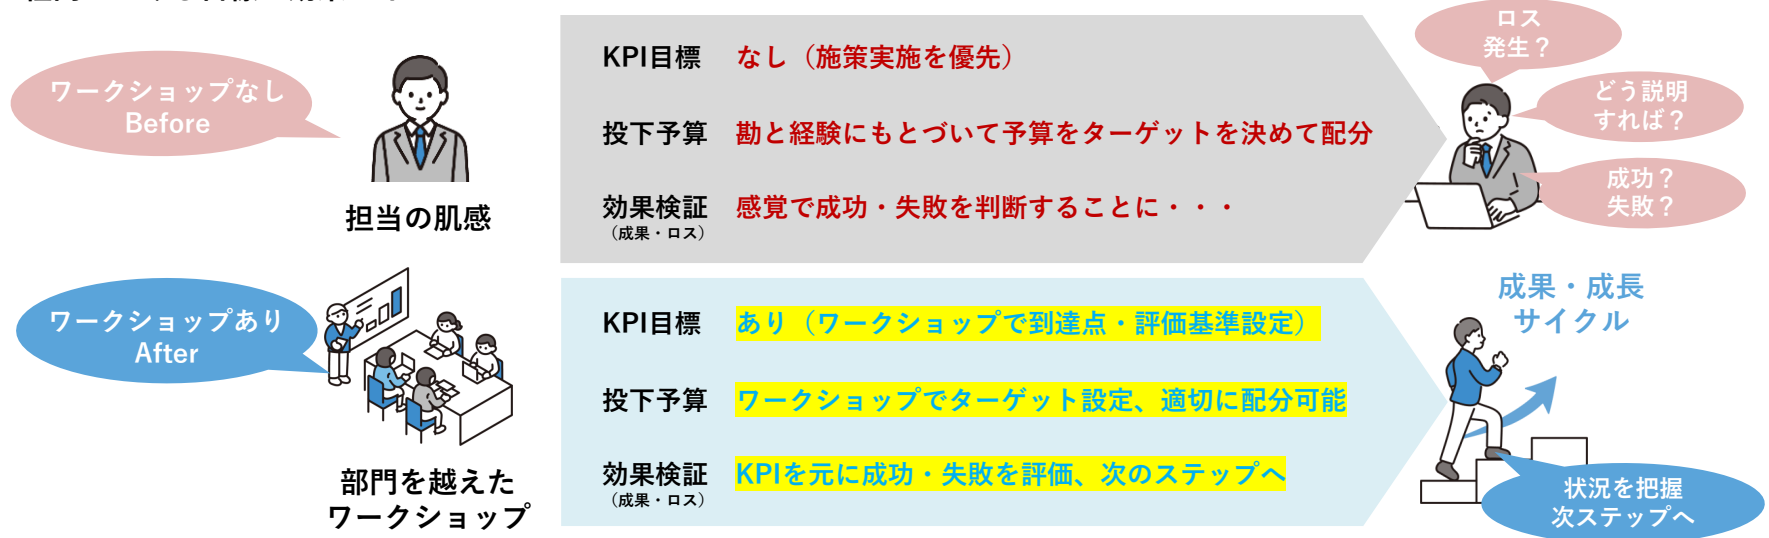 ワークショップなし
Before
担当の肌感
KPI目標 なし（施策実施を優先）
投下予算 勘と経験にもとづいて予算をターゲットを決めて配分
効果検証 感覚で成功・失敗を判断することに・・・
（成果・ロス）
ロス
発生？
どう説明
すれば？
成功？
失敗？
ワークショップあり
After
部門を越えた
ワークショップ
KPI目標 あり（ワークショップで到達点・評価基準設定）
投下予算 ワークショップでターゲット設定、適切に配分可能
効果検証 KPIを元に成功・失敗を評価、次のステップへ
（成果・ロス）
成果・成長
サイクル
状況を把握
次ステップへ